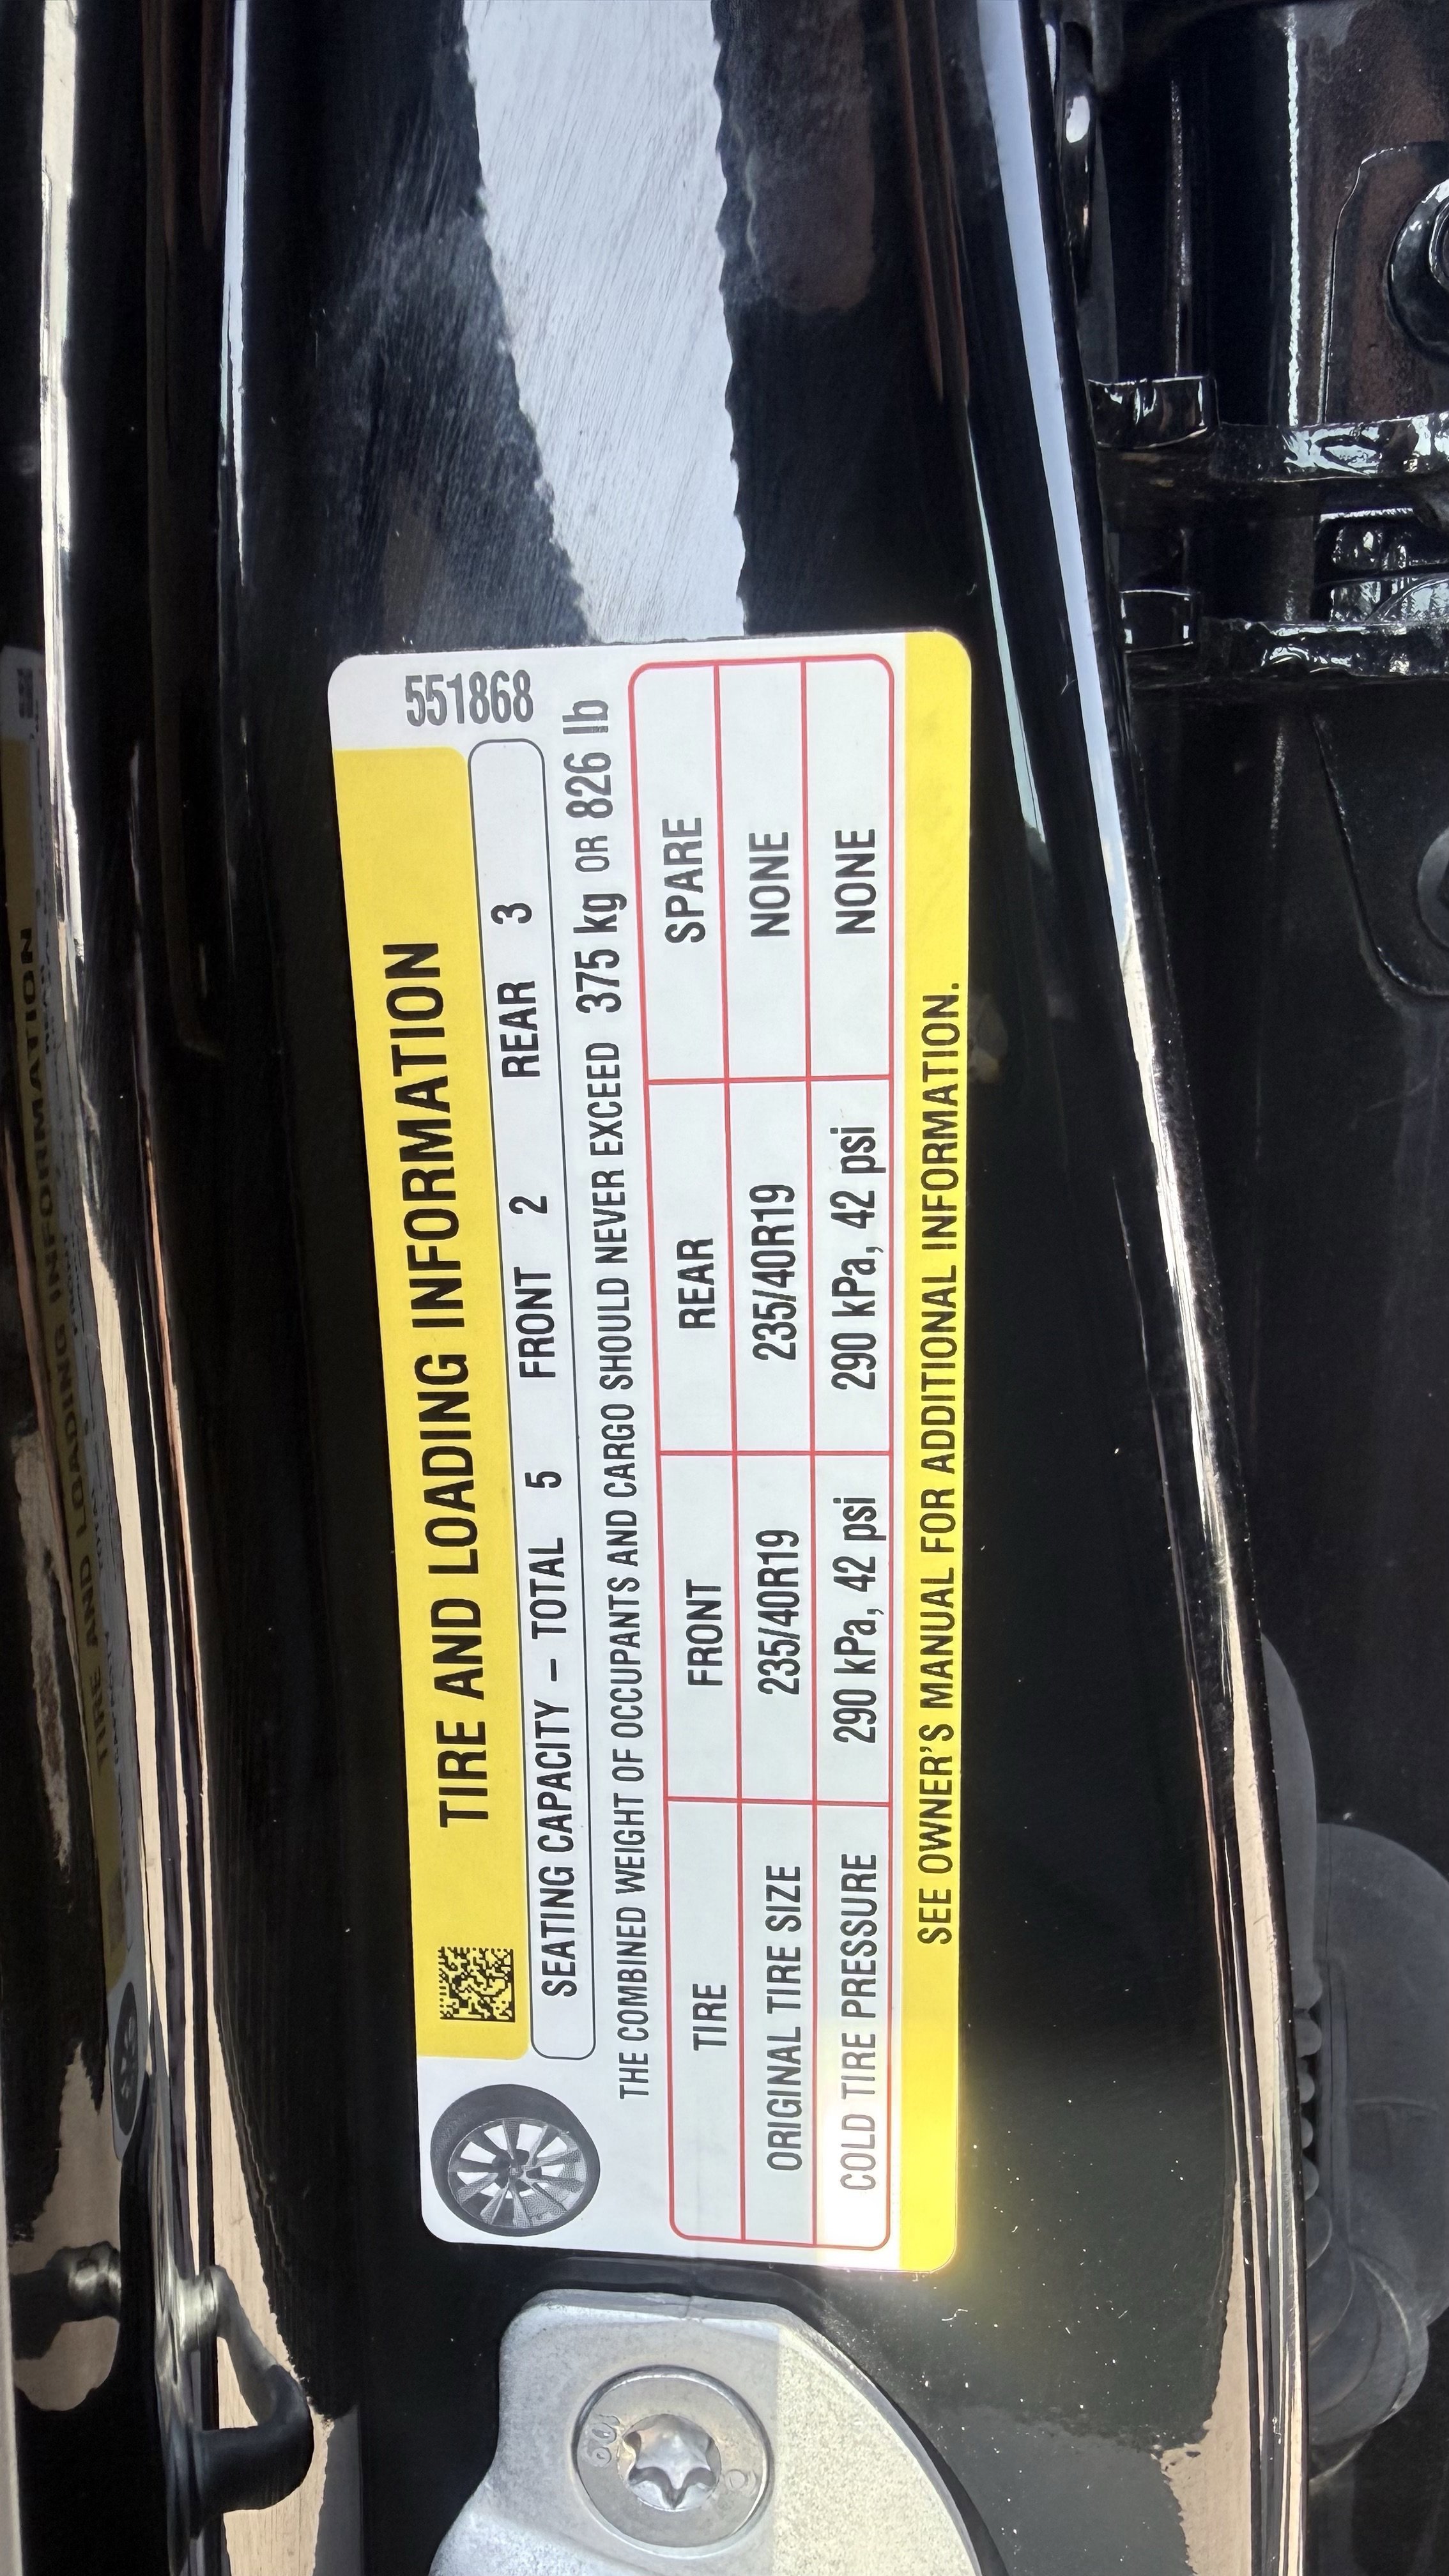 551868
TIRE AND LOADING INFORMATION
SEATING CAPACITY – TOTAL 5 FRONT 2 REAR 3
THE COMBINED WEIGHT OF OCCUPANTS AND CARGO SHOULD NEVER EXCEED 375 kg OR 826 lb
TIRE FRONT REAR SPARE
ORIGINAL TIRE SIZE 235/40R19 235/40R19 NONE
COLD TIRE PRESSURE 290 kPa, 42 psi 290 kPa, 42 psi NONE
SEE OWNER'S MANUAL FOR ADDITIONAL INFORMATION.